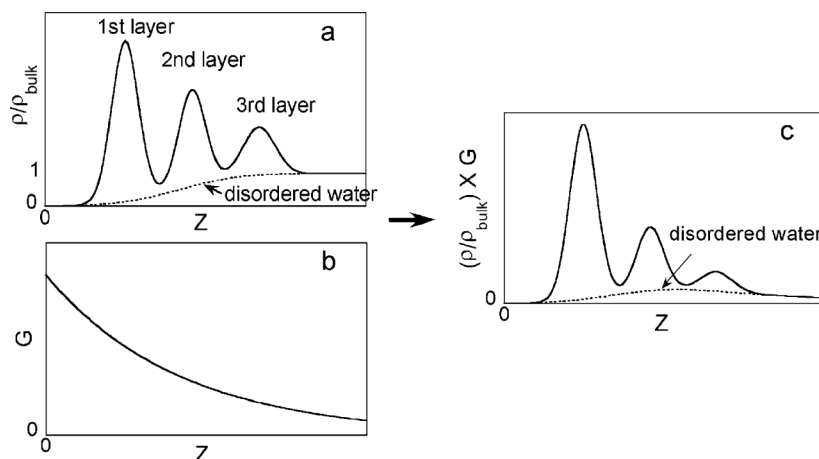 a
1st layer
2nd layer
3rd layer
ρ/ρbulk
1
0
disordered water
0
Z
b
G
0
0
Z
c
(ρ/ρbulk) X G
disordered water
0
0
Z